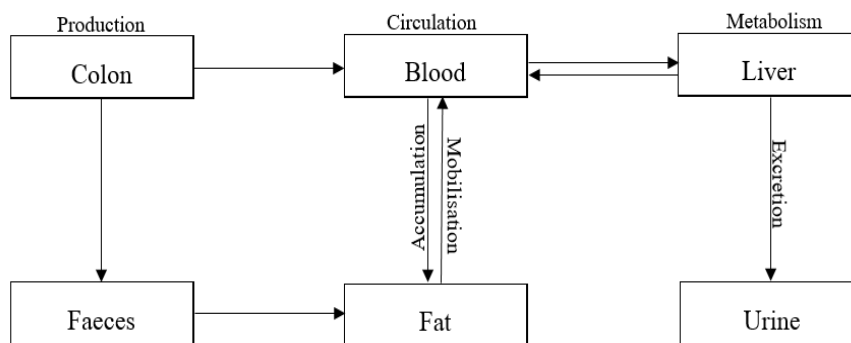 Production
Circulation
Metabolism
Colon
Blood
Liver
Accumulation
Mobilisation
Excretion
Faeces
Fat
Urine